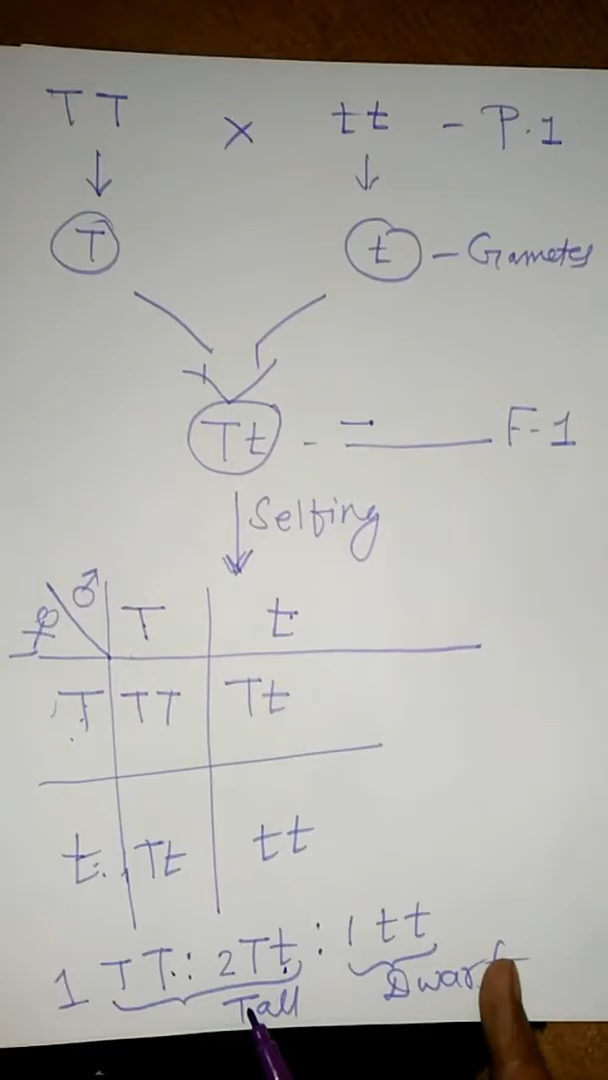 TT × tt - P.1
T t - Gametes
Tt - F-1
Selfing
♀ ♂ T t
T TT Tt
t. Tt tt
1 TT : 2Tt : 1 tt
Tall Dwarf